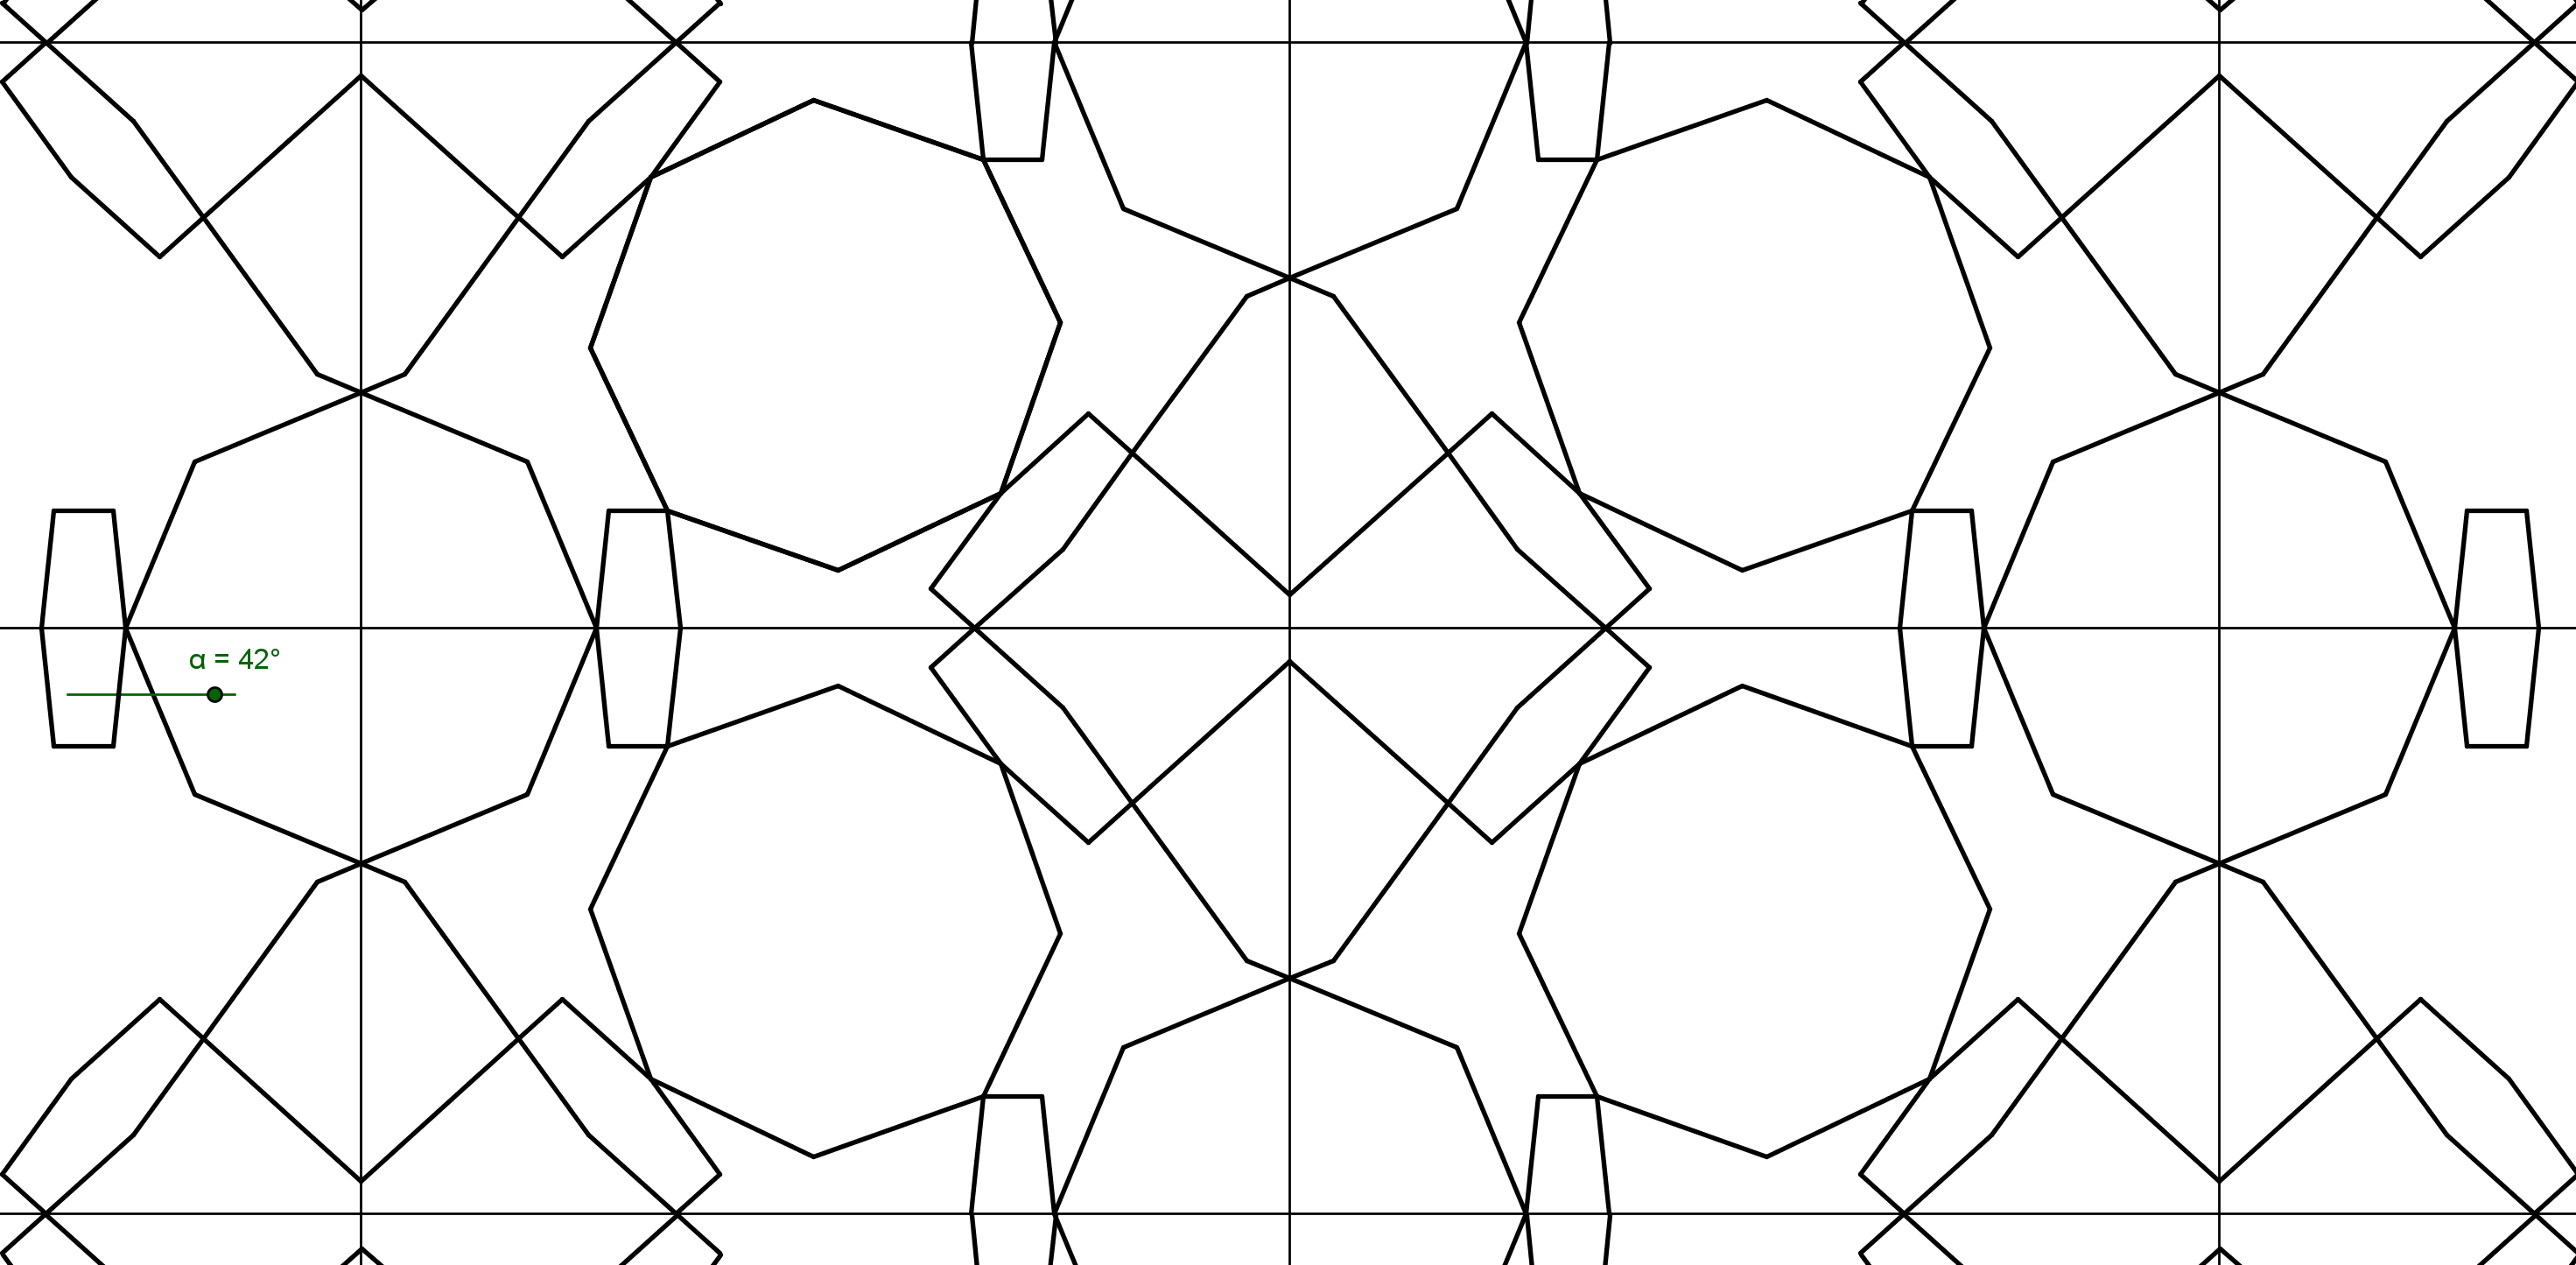 α = 42°